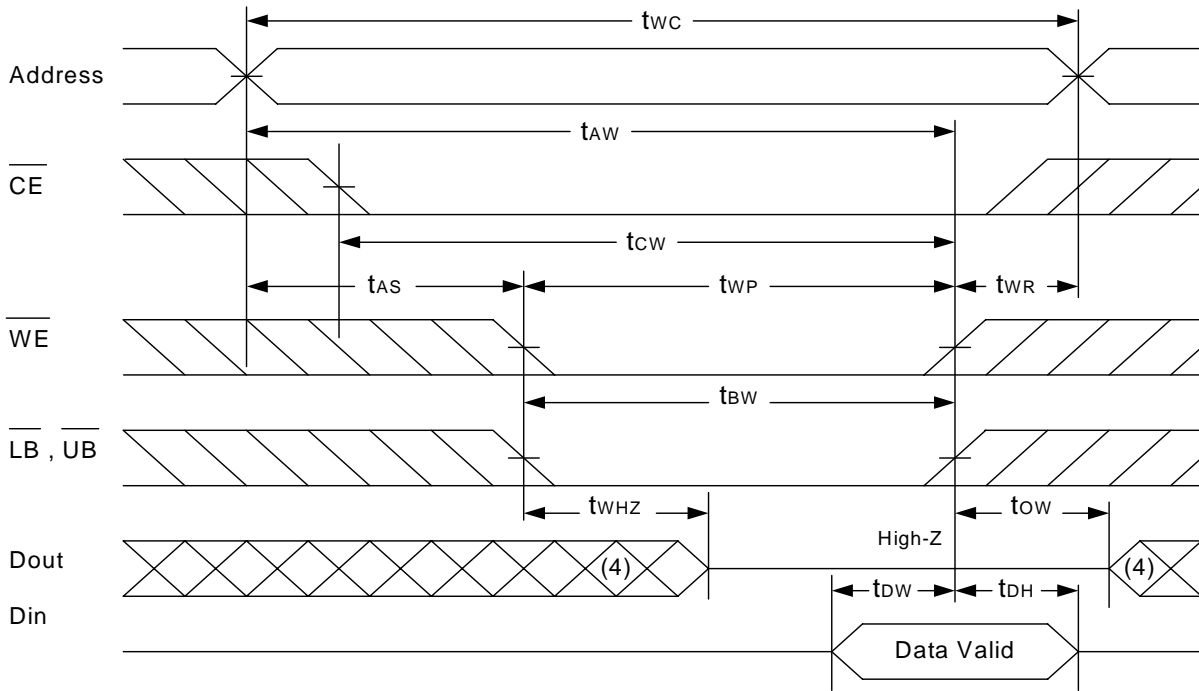 tWC
Address
tAW
CE
tCW
tAS tWP tWR
WE
tBW
LB , UB
tWHZ tOW
High-Z
Dout (4) (4)
tDW tDH
Din
Data Valid